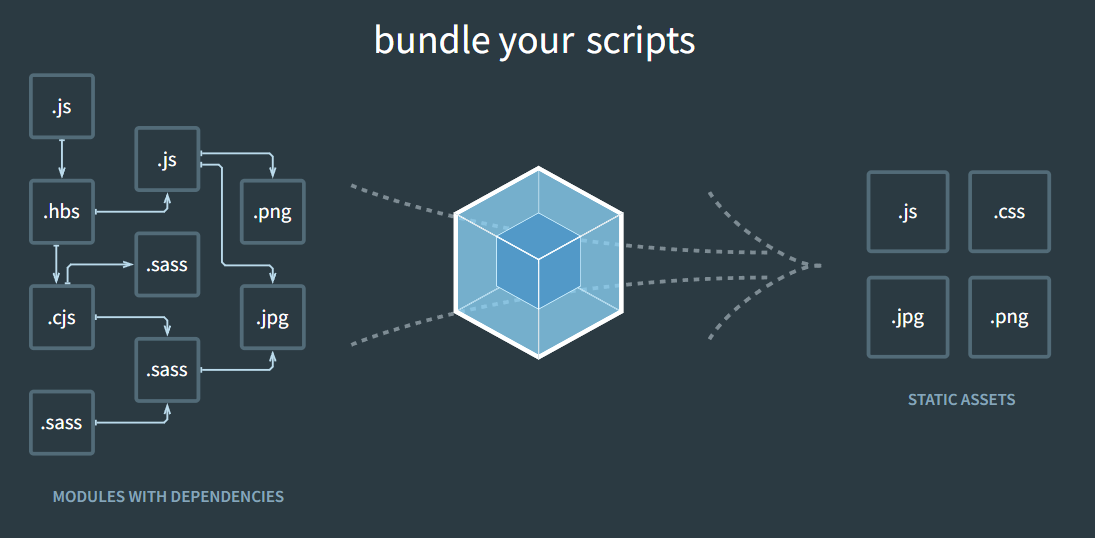 bundle your scripts
.js
.js
.hbs
.png
.sass
.cjs
.jpg
.sass
.sass
MODULES WITH DEPENDENCIES
.js
.css
.jpg
.png
STATIC ASSETS